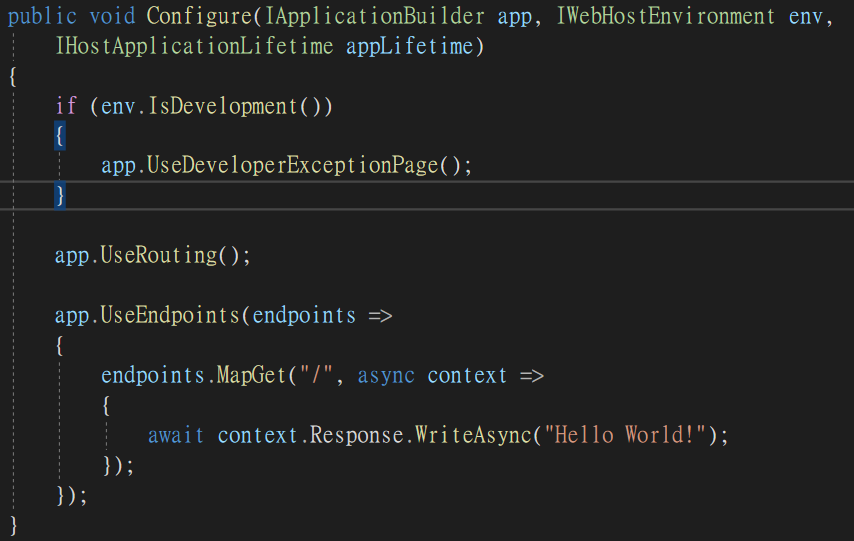 public void Configure(IApplicationBuilder app, IWebHostEnvironment env,
    IHostApplicationLifetime appLifetime)
{
    if (env.IsDevelopment())
    {
        app.UseDeveloperExceptionPage();
    }

    app.UseRouting();

    app.UseEndpoints(endpoints =>
    {
        endpoints.MapGet("/", async context =>
        {
            await context.Response.WriteAsync("Hello World!");
        });
    });
}